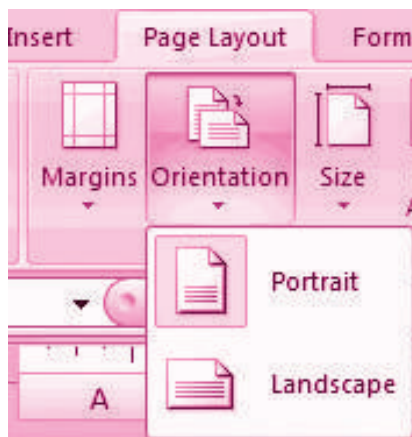 Insert Page Layout Form
Margins Orientation Size
Portrait
Landscape
A